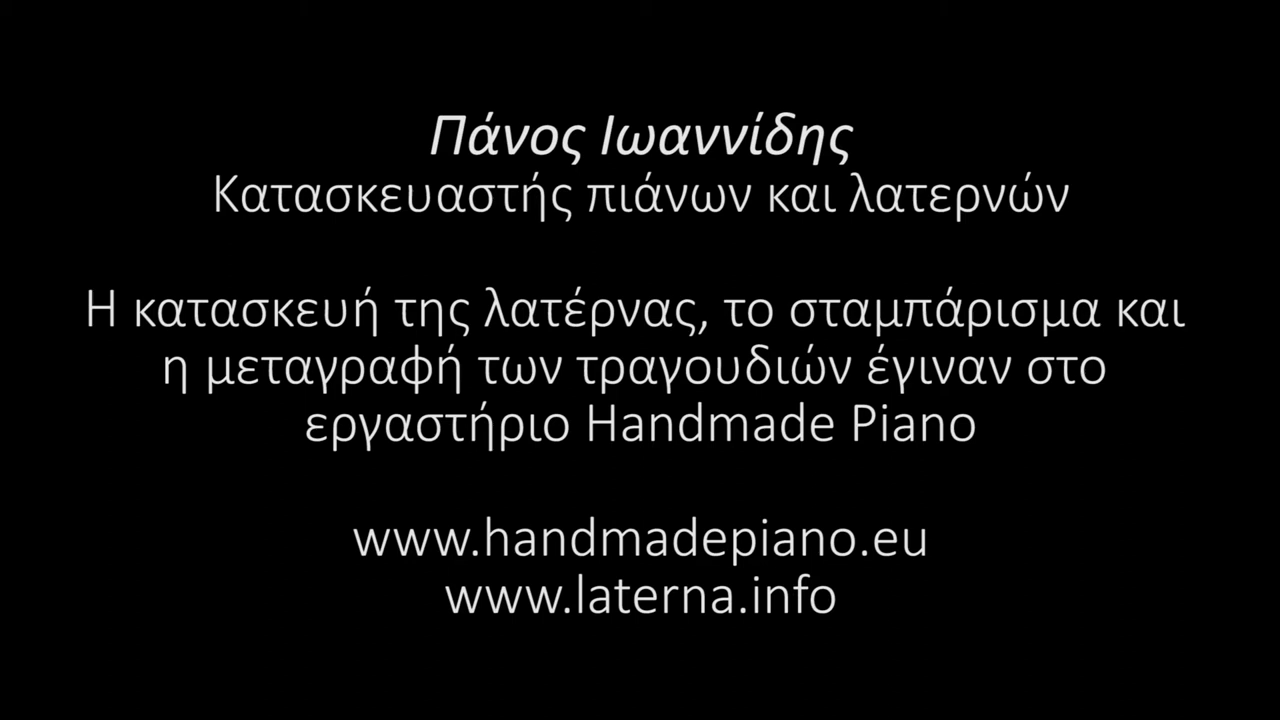 Πάνος Ιωαννίδης
Κατασκευαστής πιάνων και λατερνών
Η κατασκευή της λατέρνας, το σταμπάρισμα και
η μεταγραφή των τραγουδιών έγιναν στο
εργαστήριο Handmade Piano
www.handmadepiano.eu
www.laterna.info